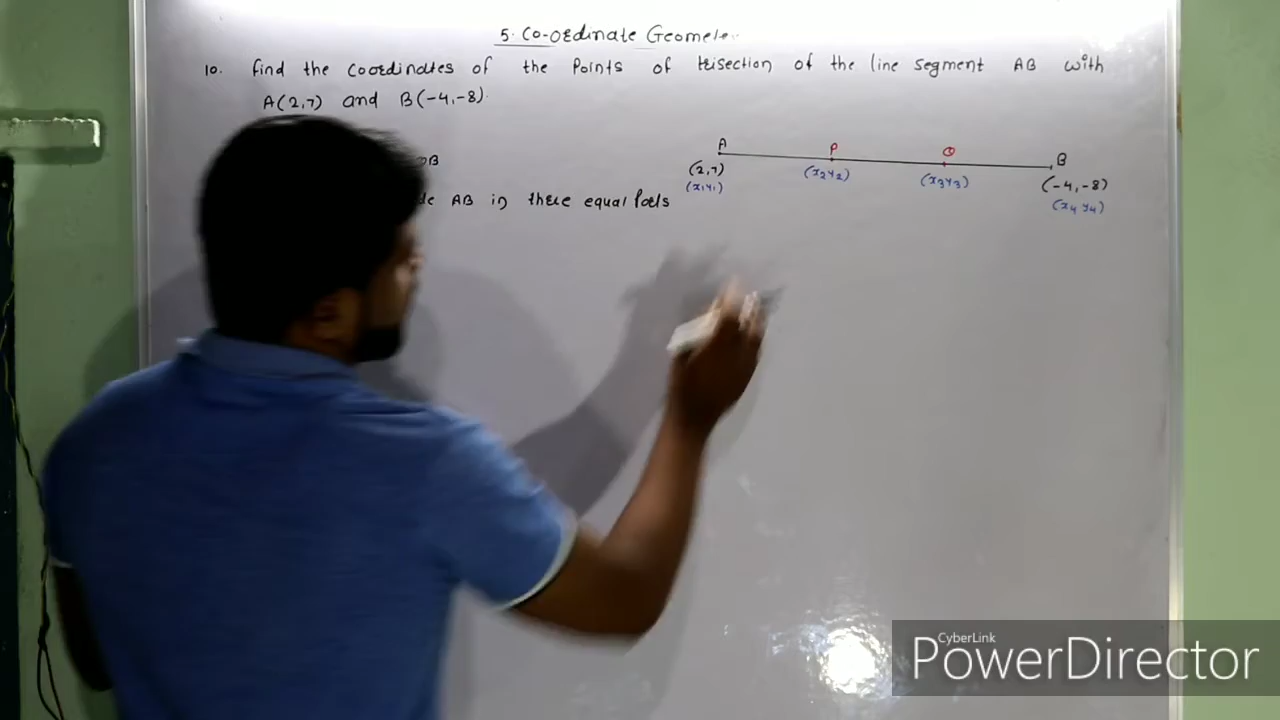 5. Co-ordinate Geomete
10. find the coordinates of the Points of trisection of the line segment AB with
A(2,7) and B(-4,-8).
A P Q B
(2,7) (-4,-8)
(x₁y₁) (x₂y₂) (x₃y₃) (x₄ y₄)
AB in three equal Parts
CyberLink
PowerDirector